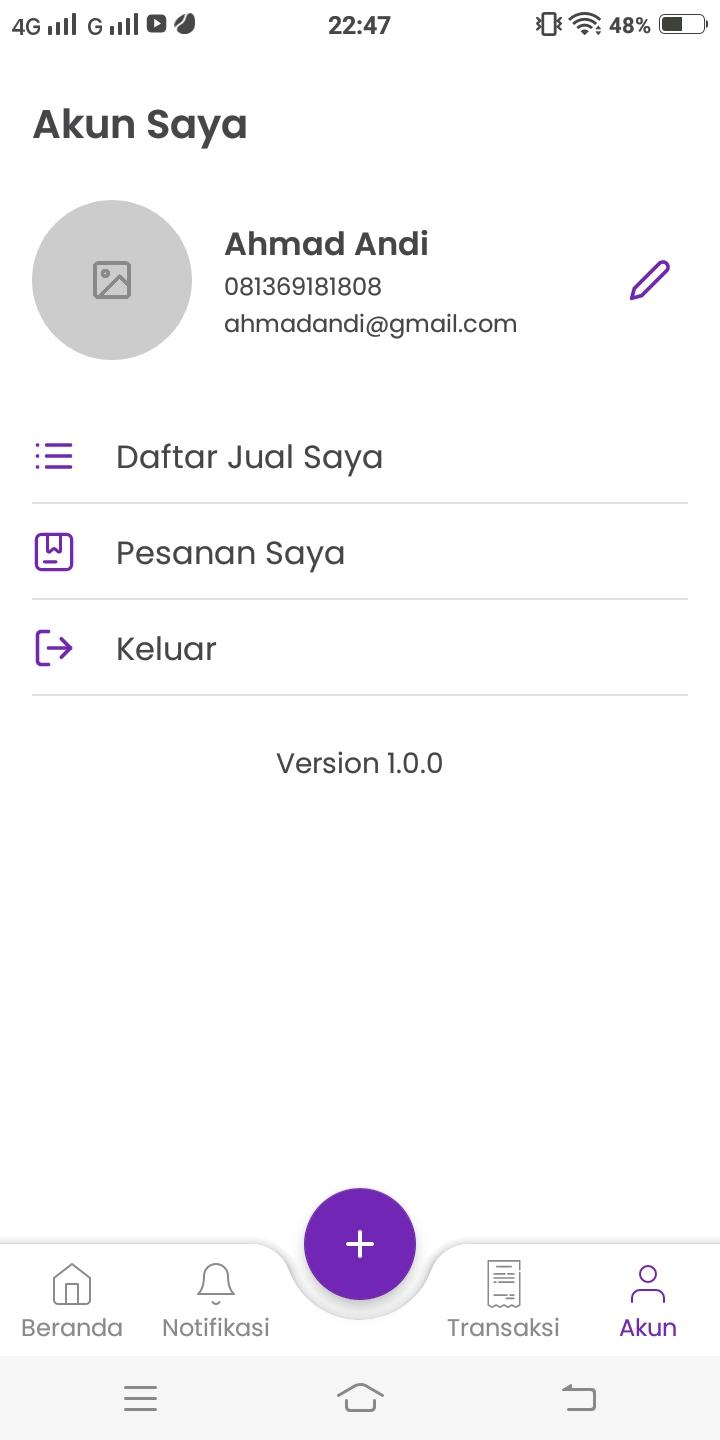 4G G 22:47 48%
Akun Saya
Ahmad Andi
081369181808
ahmadandi@gmail.com
Daftar Jual Saya
Pesanan Saya
Keluar
Version 1.0.0
Beranda Notifikasi Transaksi Akun